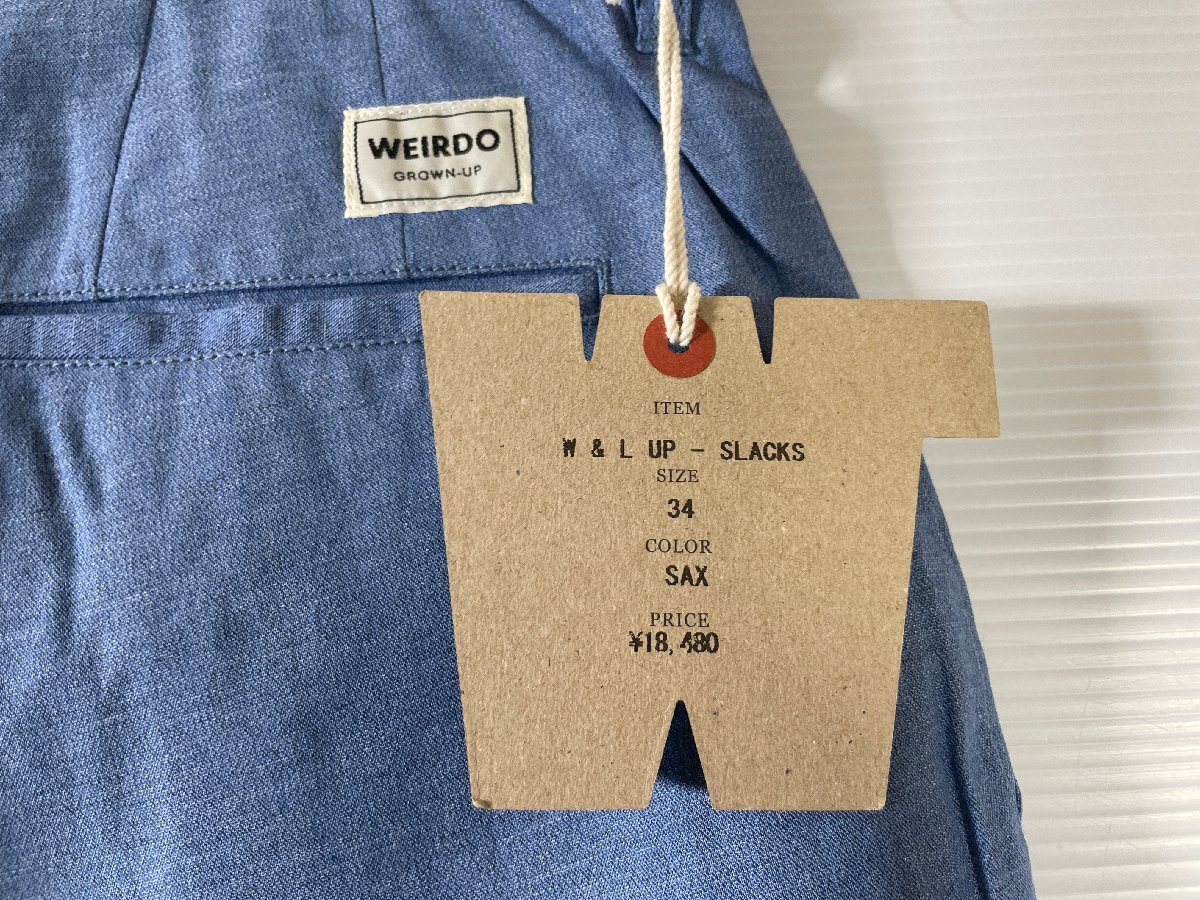 WEIRDO
GROWN-UP
ITEM
W & L UP - SLACKS
SIZE
34
COLOR
SAX
PRICE
¥18,480